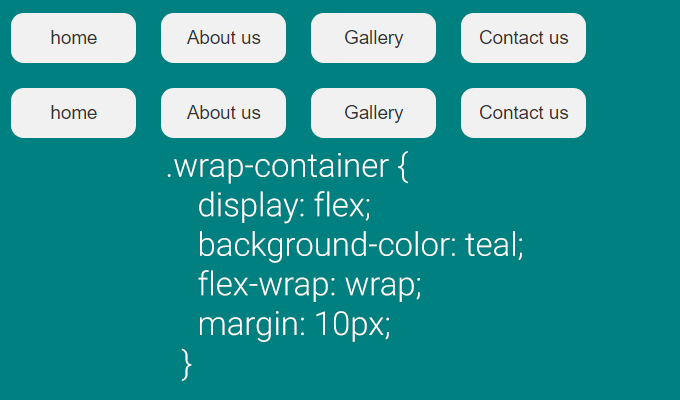 home About us Gallery Contact us
home About us Gallery Contact us
.wrap-container {
display: flex;
background-color: teal;
flex-wrap: wrap;
margin: 10px;
}